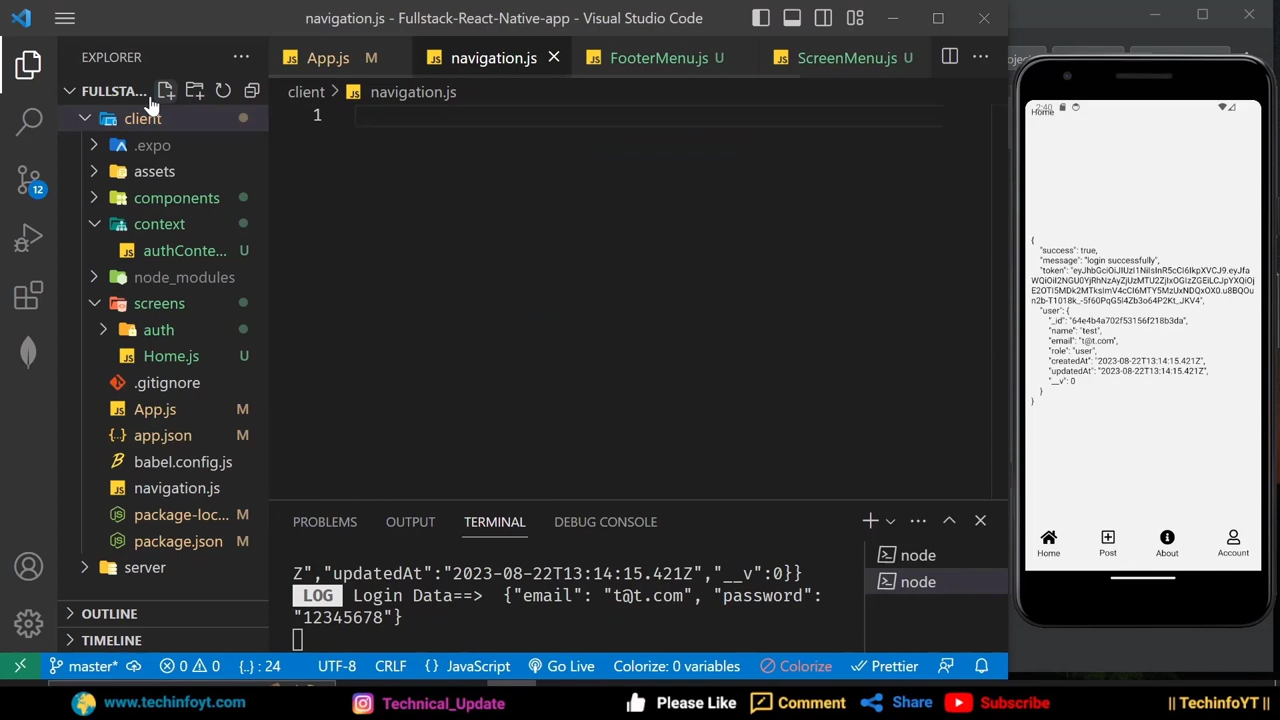 navigation.js - Fullstack-React-Native-app - Visual Studio Code
EXPLORER
App.js M
navigation.js
FooterMenu.js U
ScreenMenu.js U
FULLSTA...
client > navigation.js
1
client
.expo
assets
components
context
authConte... U
node_modules
screens
auth
Home.js U
.gitignore
App.js M
app.json M
babel.config.js
navigation.js
package-loc... M
package.json M
server
OUTLINE
TIMELINE
12
PROBLEMS OUTPUT TERMINAL DEBUG CONSOLE
Z","updatedAt":"2023-08-22T13:14:15.421Z","__v":0}}
LOG Login Data==> {"email": "t@t.com", "password":
"12345678"}
node
node
master* 0 0 {..} : 24 UTF-8 CRLF {} JavaScript Go Live Colorize: 0 variables Colorize Prettier
2:40
Home
{
"success": true,
"message": "login successfully",
"user": {
"_id": "64e4b4a702f53156f218b3da",
"name": "test",
"email": "t@t.com",
"role": "user",
"createdAt": "2023-08-22T13:14:15.421Z",
"updatedAt": "2023-08-22T13:14:15.421Z",
"__v": 0
}
}
Home Post About Account
www.techinfoyt.com Technical_Update Please Like Comment Share Subscribe || TechinfoYT ||